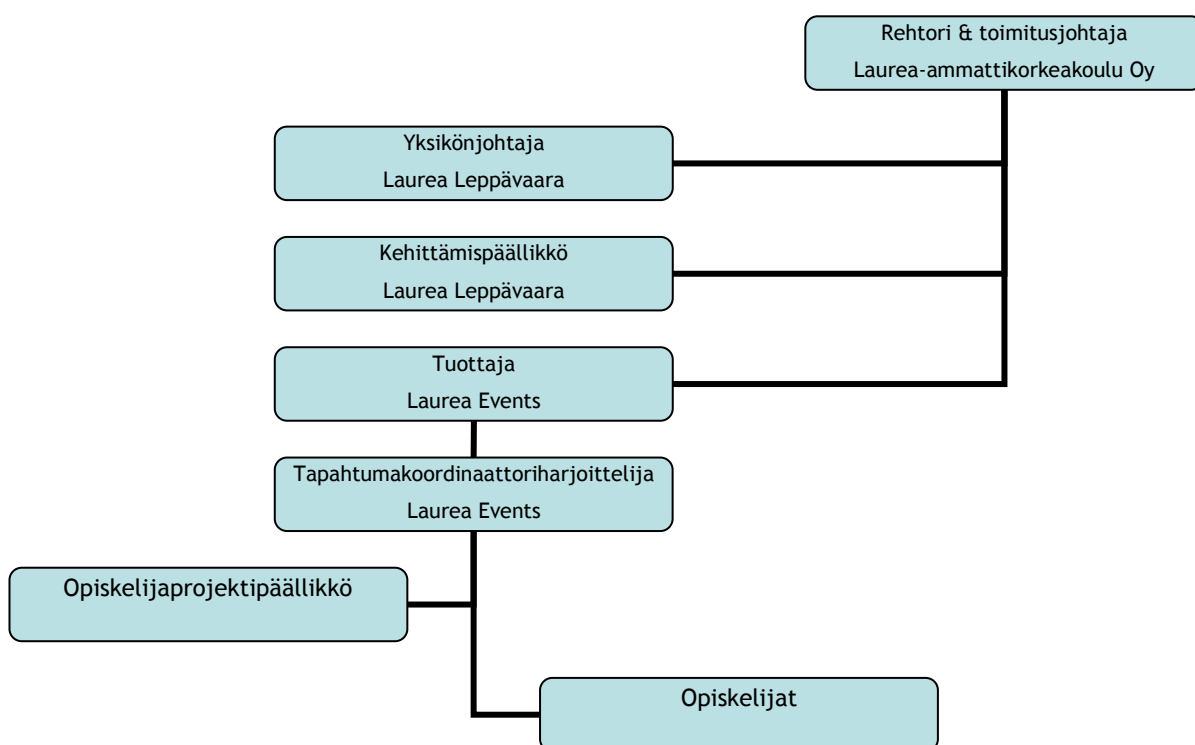 Rehtori & toimitusjohtaja
Laurea-ammattikorkeakoulu Oy
Yksikönjohtaja
Laurea Leppävaara
Kehittämispäällikkö
Laurea Leppävaara
Tuottaja
Laurea Events
Tapahtumakoordinaattoriharjoittelija
Laurea Events
Opiskelijaprojektipäällikkö
Opiskelijat